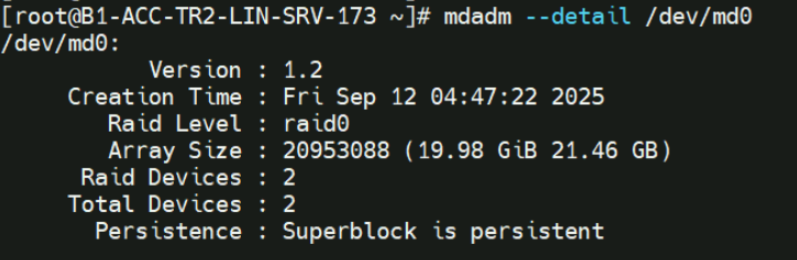 [root@B1-ACC-TR2-LIN-SRV-173 ~]# mdadm --detail /dev/md0
/dev/md0:
Version : 1.2
Creation Time : Fri Sep 12 04:47:22 2025
Raid Level : raid0
Array Size : 20953088 (19.98 GiB 21.46 GB)
Raid Devices : 2
Total Devices : 2
Persistence : Superblock is persistent